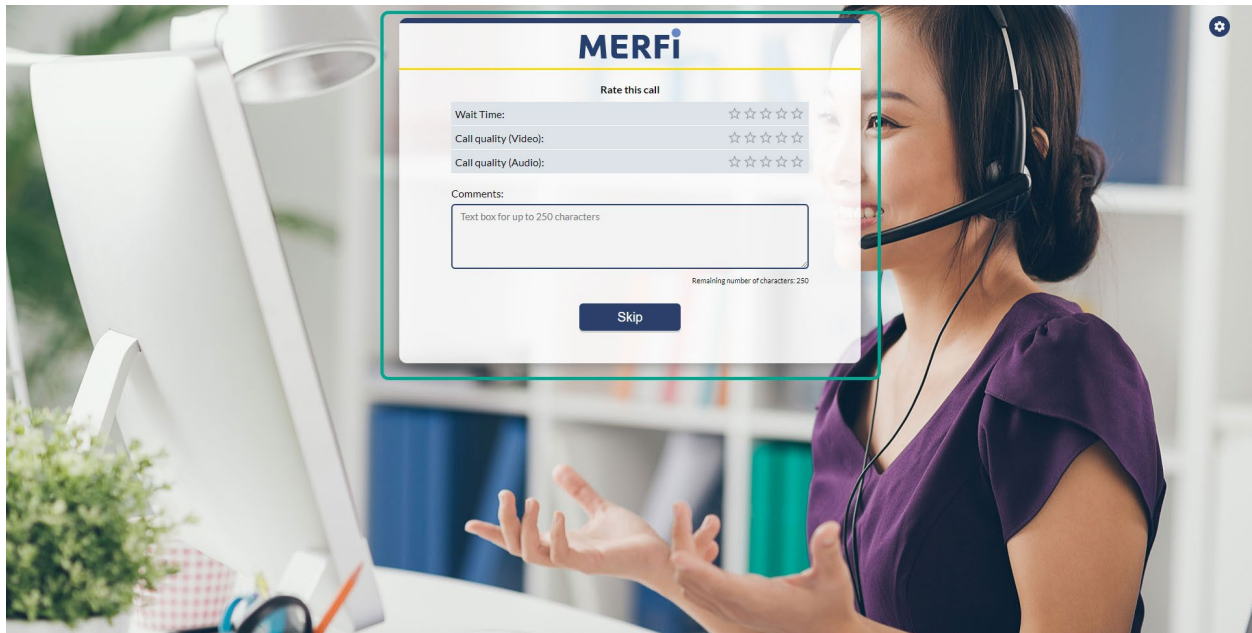 MERFi
Rate this call
Wait Time:
Call quality (Video):
Call quality (Audio):
Comments:
Text box for up to 250 characters
Remaining number of characters: 250
Skip